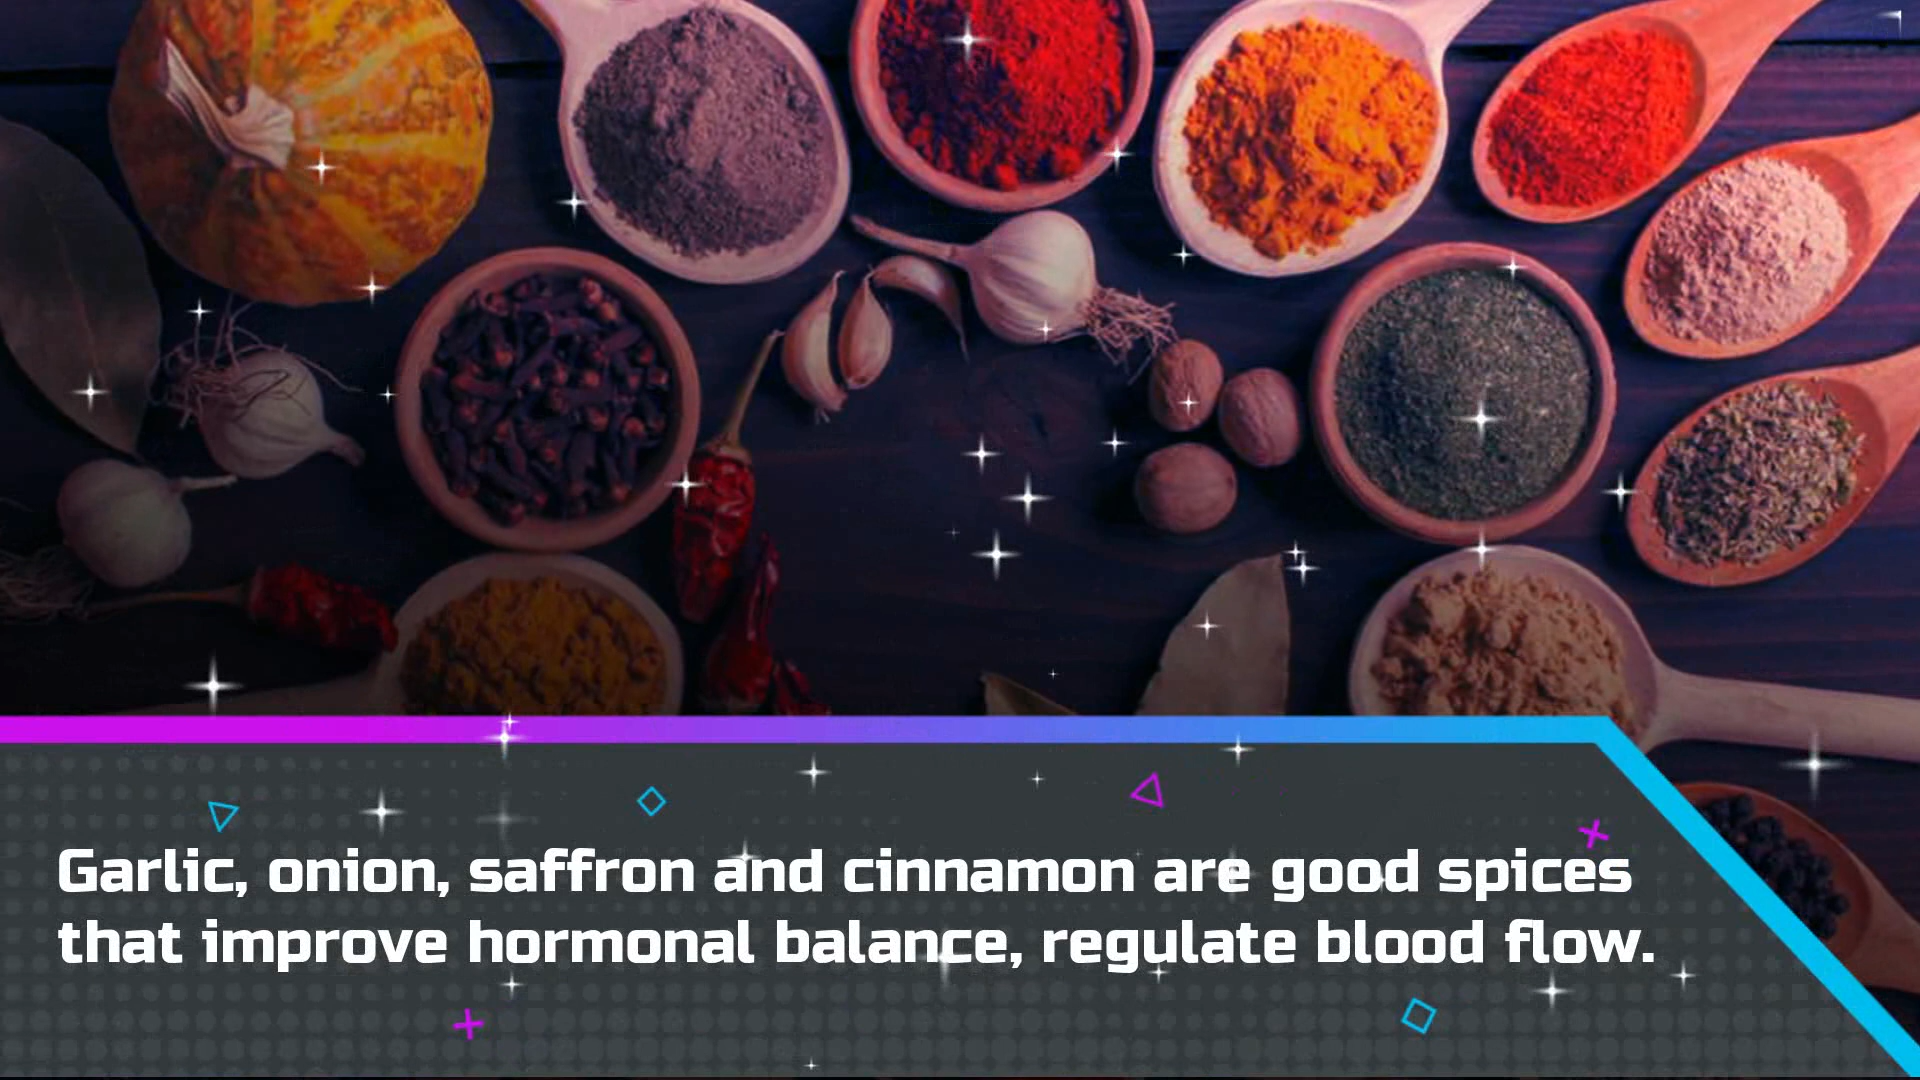 Garlic, onion, saffron and cinnamon are good spices
that improve hormonal balance, regulate blood flow.